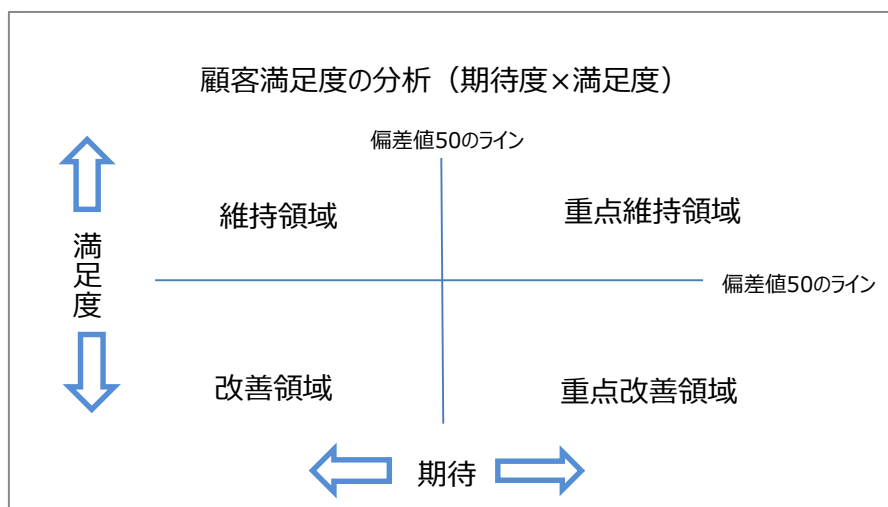 顧客満足度の分析（期待度×満足度）
偏差値50のライン
維持領域
重点維持領域
満足度
偏差値50のライン
改善領域
重点改善領域
期待